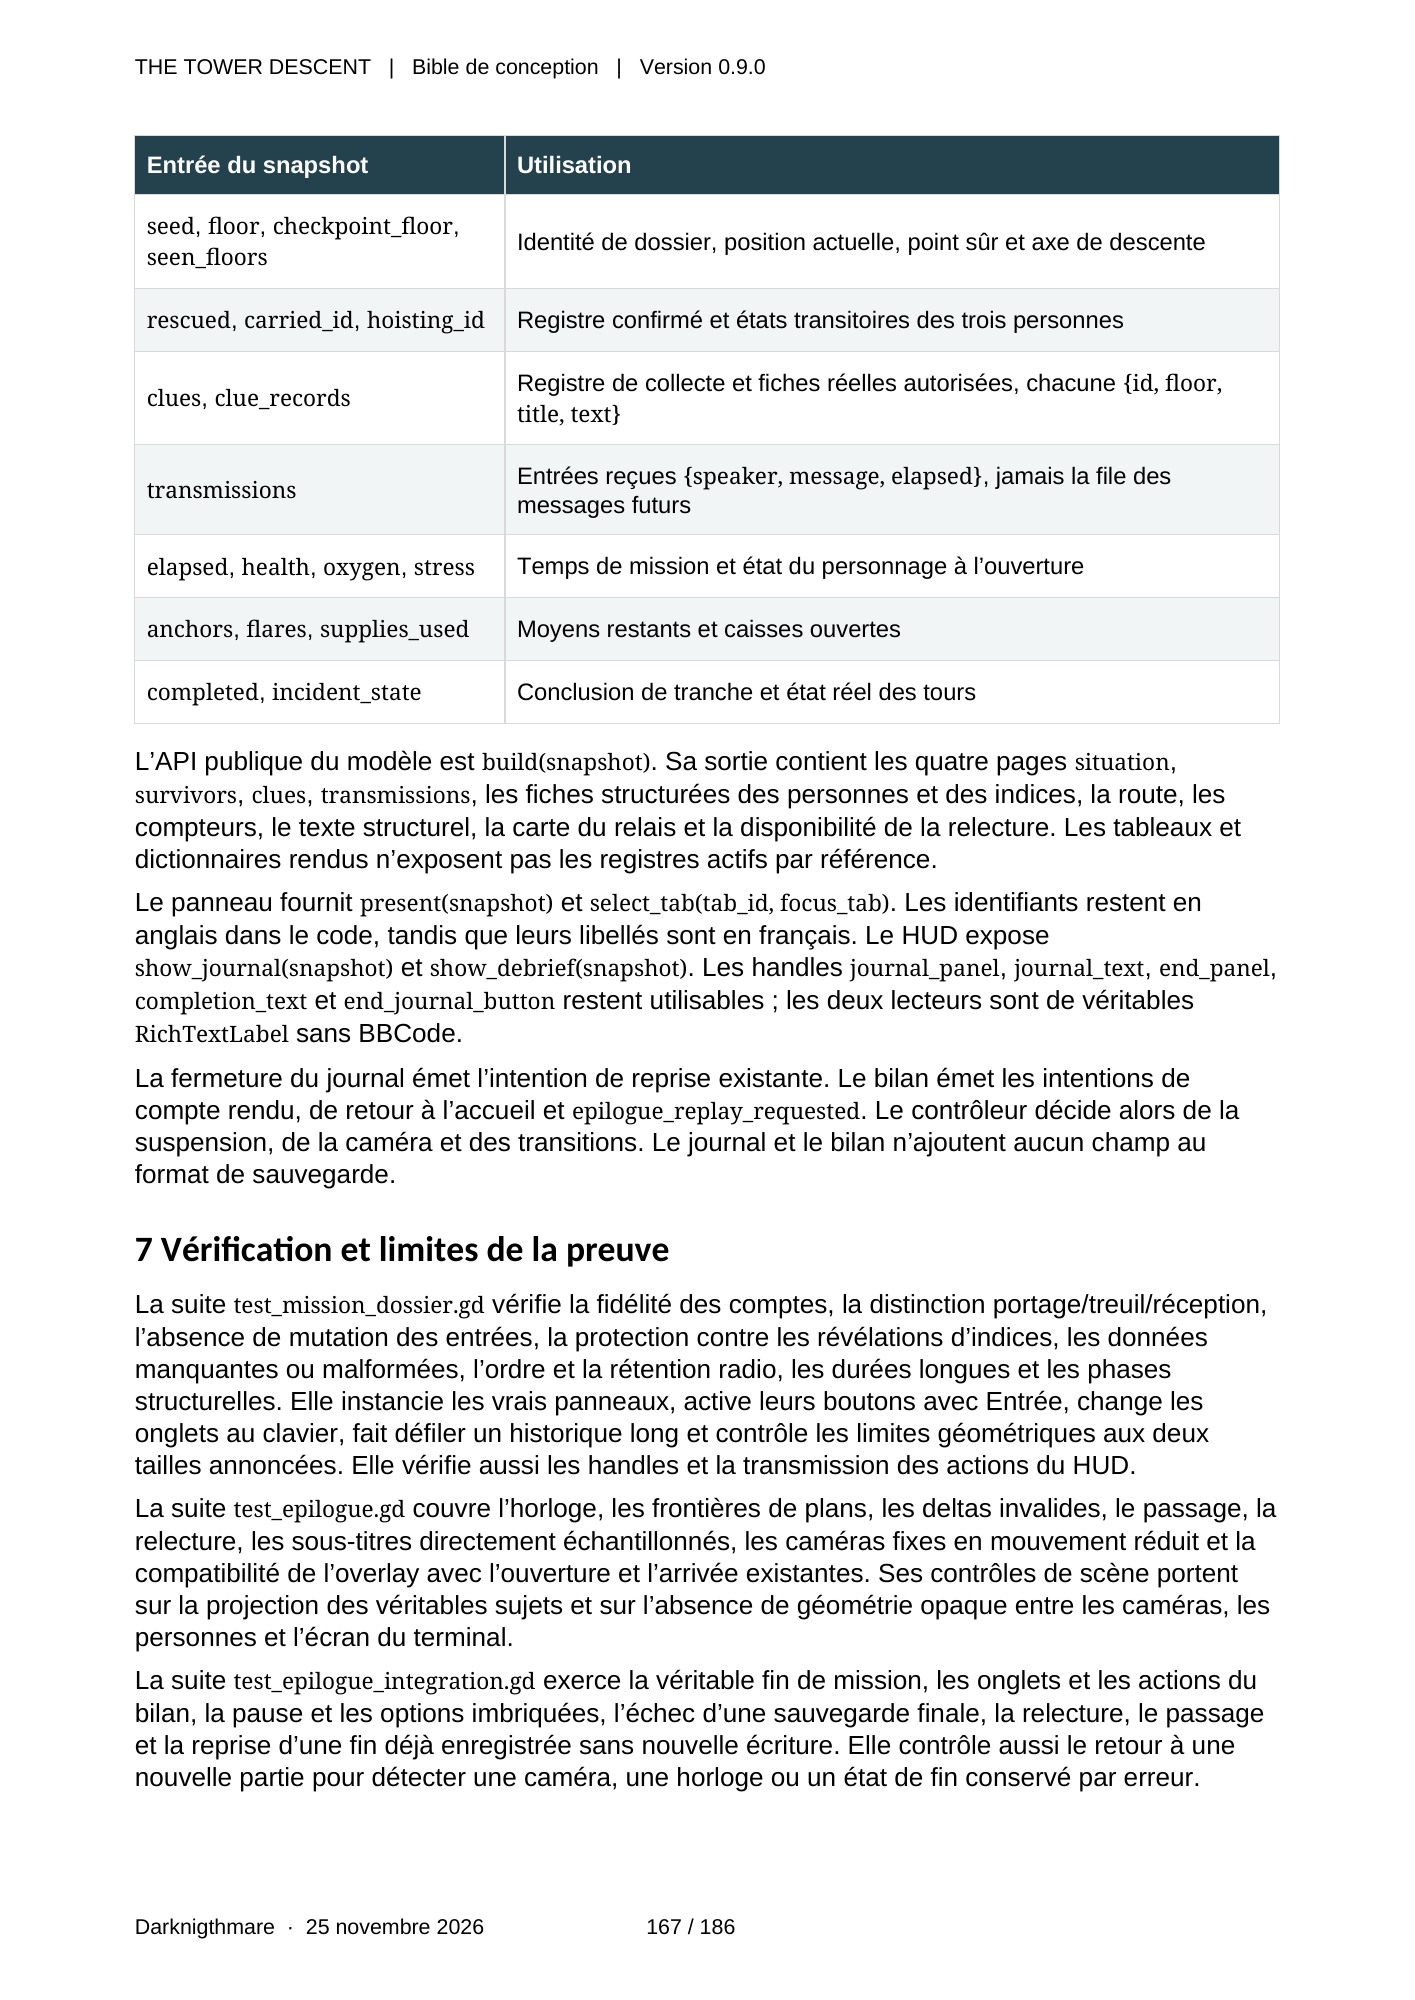 THE TOWER DESCENT | Bible de conception | Version 0.9.0
Entrée du snapshot
Utilisation
seed, floor, checkpoint_floor,
seen_floors
Identité de dossier, position actuelle, point sûr et axe de descente
rescued, carried_id, hoisting_id
Registre confirmé et états transitoires des trois personnes
clues, clue_records
Registre de collecte et fiches réelles autorisées, chacune {id, floor,
title, text}
transmissions
Entrées reçues {speaker, message, elapsed}, jamais la file des
messages futurs
elapsed, health, oxygen, stress
Temps de mission et état du personnage à l’ouverture
anchors, flares, supplies_used
Moyens restants et caisses ouvertes
completed, incident_state
Conclusion de tranche et état réel des tours
L’API publique du modèle est build(snapshot). Sa sortie contient les quatre pages situation,
survivors, clues, transmissions, les fiches structurées des personnes et des indices, la route, les
compteurs, le texte structurel, la carte du relais et la disponibilité de la relecture. Les tableaux et
dictionnaires rendus n’exposent pas les registres actifs par référence.
Le panneau fournit present(snapshot) et select_tab(tab_id, focus_tab). Les identifiants restent en
anglais dans le code, tandis que leurs libellés sont en français. Le HUD expose
show_journal(snapshot) et show_debrief(snapshot). Les handles journal_panel, journal_text, end_panel,
completion_text et end_journal_button restent utilisables ; les deux lecteurs sont de véritables
RichTextLabel sans BBCode.
La fermeture du journal émet l’intention de reprise existante. Le bilan émet les intentions de
compte rendu, de retour à l’accueil et epilogue_replay_requested. Le contrôleur décide alors de la
suspension, de la caméra et des transitions. Le journal et le bilan n’ajoutent aucun champ au
format de sauvegarde.
7 Vérification et limites de la preuve
La suite test_mission_dossier.gd vérifie la fidélité des comptes, la distinction portage/treuil/réception,
l’absence de mutation des entrées, la protection contre les révélations d’indices, les données
manquantes ou malformées, l’ordre et la rétention radio, les durées longues et les phases
structurelles. Elle instancie les vrais panneaux, active leurs boutons avec Entrée, change les
onglets au clavier, fait défiler un historique long et contrôle les limites géométriques aux deux
tailles annoncées. Elle vérifie aussi les handles et la transmission des actions du HUD.
La suite test_epilogue.gd couvre l’horloge, les frontières de plans, les deltas invalides, le passage, la
relecture, les sous-titres directement échantillonnés, les caméras fixes en mouvement réduit et la
compatibilité de l’overlay avec l’ouverture et l’arrivée existantes. Ses contrôles de scène portent
sur la projection des véritables sujets et sur l’absence de géométrie opaque entre les caméras, les
personnes et l’écran du terminal.
La suite test_epilogue_integration.gd exerce la véritable fin de mission, les onglets et les actions du
bilan, la pause et les options imbriquées, l’échec d’une sauvegarde finale, la relecture, le passage
et la reprise d’une fin déjà enregistrée sans nouvelle écriture. Elle contrôle aussi le retour à une
nouvelle partie pour détecter une caméra, une horloge ou un état de fin conservé par erreur.
Darknigthmare · 25 novembre 2026
167 / 186